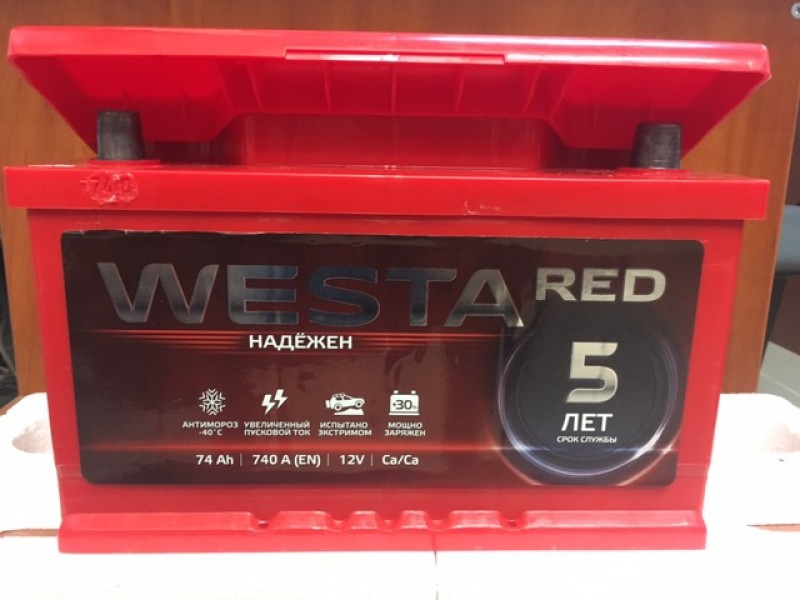 WESTA RED
НАДЁЖЕН
5
ЛЕТ
СРОК СЛУЖБЫ
+30%
АНТИМОРОЗ
-40°C
УВЕЛИЧЕННЫЙ
ПУСКОВОЙ ТОК
ИСПЫТАНО
ЭКСТРИМОМ
МОЩНО
ЗАРЯЖЕН
74 Ah | 740 A (EN) | 12V | Ca/Ca